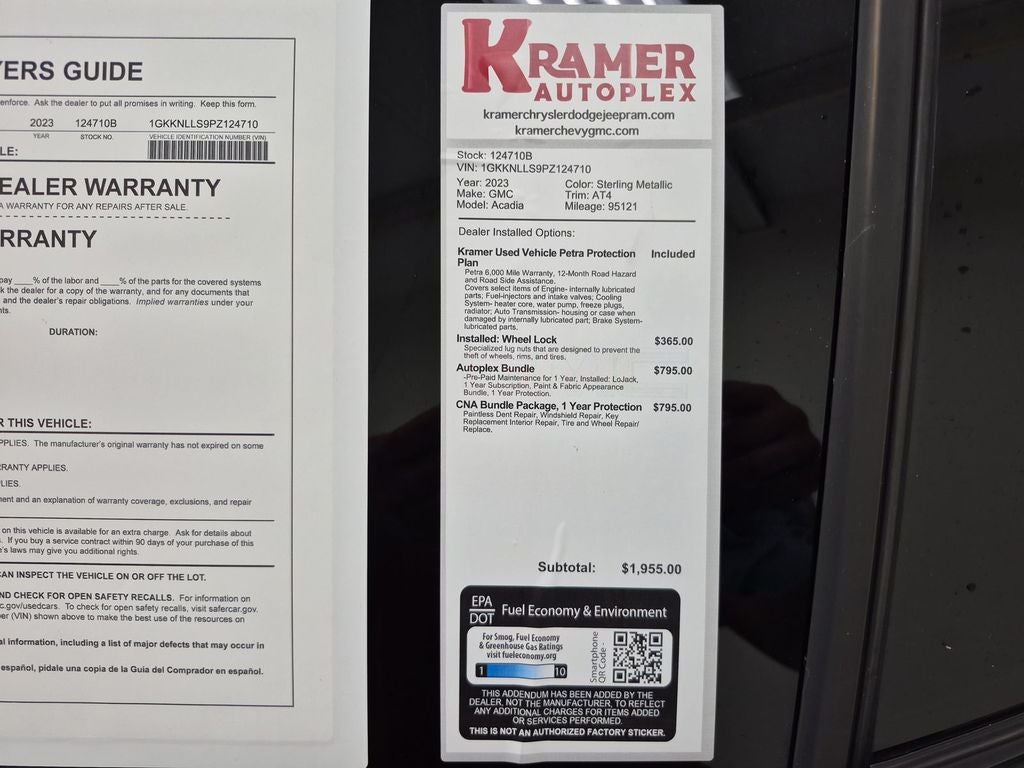 YERS GUIDE
enforce. Ask the dealer to put all promises in writing. Keep this form.
2023 124710B 1GKKNLLS9PZ124710
YEAR STOCK NO. VEHICLE IDENTIFICATION NUMBER (VIN)
LE:
EALER WARRANTY
A WARRANTY FOR ANY REPAIRS AFTER SALE.
RRANTY
pay ___% of the labor and ___% of the parts for the covered systems
k the dealer for a copy of the warranty, and for any documents that
and the dealer's repair obligations. Implied warranties under your
nts.
DURATION:
R THIS VEHICLE:
PPLIES. The manufacturer's original warranty has not expired on some
RRANTY APPLIES.
LIES.
ment and an explanation of warranty coverage, exclusions, and repair
on this vehicle is available for an extra charge. Ask for details about
. If you buy a service contract within 90 days of your purchase of this
e's laws may give you additional rights.
CAN INSPECT THE VEHICLE ON OR OFF THE LOT.
ND CHECK FOR OPEN SAFETY RECALLS. For information on
c.gov/usedcars. To check for open safety recalls, visit safercar.gov.
er (VIN) shown above to make the best use of the resources on
al information, including a list of major defects that may occur in
español, pidale una copia de la Guia del Comprador en español.
KRAMER
AUTOPLEX
kramerchryslerdodgejeepram.com
kramerchevygmc.com
Stock: 124710B
VIN: 1GKKNLLS9PZ124710
Year: 2023 Color: Sterling Metallic
Make: GMC Trim: AT4
Model: Acadia Mileage: 95121
Dealer Installed Options:
Kramer Used Vehicle Petra Protection Included
Plan
Petra 6,000 Mile Warranty, 12-Month Road Hazard
and Road Side Assistance.
Covers select items of Engine- internally lubricated
parts; Fuel-injectors and intake valves; Cooling
System- heater core, water pump, freeze plugs,
radiator; Auto Transmission- housing or case when
damaged by internally lubricated part; Brake System-
lubricated parts.
Installed: Wheel Lock $365.00
Specialized lug nuts that are designed to prevent the
theft of wheels, rims, and tires.
Autoplex Bundle $795.00
-Pre-Paid Maintenance for 1 Year, Installed: LoJack,
1 Year Subscription, Paint & Fabric Appearance
Bundle, 1 Year Protection.
CNA Bundle Package, 1 Year Protection $795.00
Paintless Dent Repair, Windshield Repair, Key
Replacement Interior Repair, Tire and Wheel Repair/
Replace.
Subtotal: $1,955.00
EPA
DOT Fuel Economy & Environment
For Smog, Fuel Economy
& Greenhouse Gas Ratings
visit fueleconomy.org
1 10
Smartphone
QR Code -
THIS ADDENDUM HAS BEEN ADDED BY THE
DEALER, NOT THE MANUFACTURER, TO REFLECT
ANY ADDITIONAL CHARGES FOR ITEMS ADDED
OR SERVICES PERFORMED.
THIS IS NOT AN AUTHORIZED FACTORY STICKER.